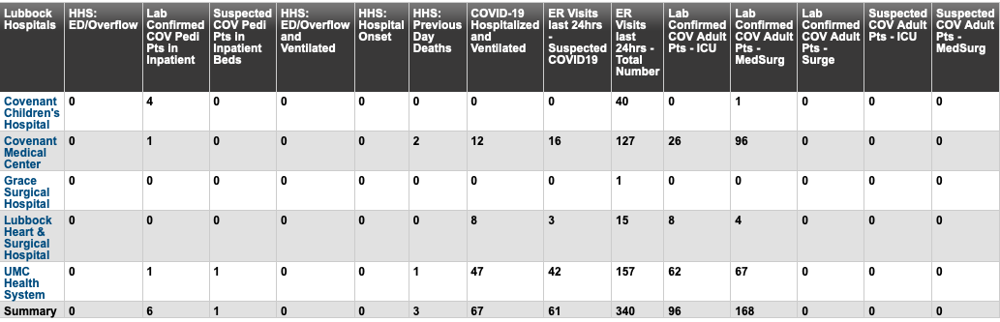 Lubbock Hospitals | HHS: ED/Overflow | Lab Confirmed COV Pedi Pts in Inpatient | Suspected COV Pedi Pts in Inpatient Beds | HHS: ED/Overflow and Ventilated | HHS: Hospital Onset | HHS: Previous Day Deaths | COVID-19 Hospitalized and Ventilated | ER Visits last 24hrs - Suspected COVID19 | ER Visits last 24hrs - Total Number | Lab Confirmed COV Adult Pts - ICU | Lab Confirmed COV Adult Pts - MedSurg | Lab Confirmed COV Adult Pts - Surge | Suspected COV Adult Pts - ICU | Suspected COV Adult Pts - MedSurg
Covenant Children's Hospital | 0 | 4 | 0 | 0 | 0 | 0 | 0 | 0 | 40 | 0 | 1 | 0 | 0 | 0
Covenant Medical Center | 0 | 1 | 0 | 0 | 0 | 2 | 12 | 16 | 127 | 26 | 96 | 0 | 0 | 0
Grace Surgical Hospital | 0 | 0 | 0 | 0 | 0 | 0 | 0 | 0 | 1 | 0 | 0 | 0 | 0 | 0
Lubbock Heart & Surgical Hospital | 0 | 0 | 0 | 0 | 0 | 0 | 8 | 3 | 15 | 8 | 4 | 0 | 0 | 0
UMC Health System | 0 | 1 | 1 | 0 | 0 | 1 | 47 | 42 | 157 | 62 | 67 | 0 | 0 | 0
Summary | 0 | 6 | 1 | 0 | 0 | 3 | 67 | 61 | 340 | 96 | 168 | 0 | 0 | 0